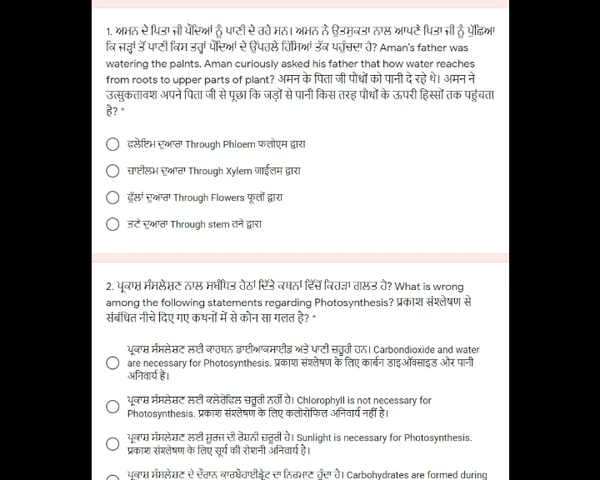 1. ਅਮਨ ਦੇ ਪਿਤਾ ਜੀ ਪੌਦਿਆਂ ਨੂੰ ਪਾਣੀ ਦੇ ਰਹੇ ਸਨ। ਅਮਨ ਨੇ ਉਤਸੁਕਤਾ ਨਾਲ ਆਪਣੇ ਪਿਤਾ ਜੀ ਨੂੰ ਪੁੱਛਿਆ
ਕਿ ਜੜ੍ਹਾਂ ਤੋਂ ਪਾਣੀ ਕਿਸ ਤਰ੍ਹਾਂ ਪੌਦਿਆਂ ਦੇ ਉੱਪਰਲੇ ਹਿੱਸਿਆਂ ਤੱਕ ਪਹੁੰਚਦਾ ਹੈ? Aman's father was
watering the palnts. Aman curiously asked his father that how water reaches
from roots to upper parts of plant? अमन के पिता जी पौधों को पानी दे रहे थे। अमन ने
उत्सुकतावश अपने पिता जी से पूछा कि जड़ों से पानी किस तरह पौधों के ऊपरी हिस्सों तक पहुंचता
है? *
ਫਲੋਇਮ ਦੁਆਰਾ Through Phloem फलोएम द्वारा
ਜ਼ਾਈਲਮ ਦੁਆਰਾ Through Xylem जाईलम द्वारा
ਫੁੱਲਾਂ ਦੁਆਰਾ Through Flowers फूलों द्वारा
ਤਣੇ ਦੁਆਰਾ Through stem तने द्वारा
2. ਪ੍ਰਕਾਸ਼ ਸੰਸਲੇਸ਼ਣ ਨਾਲ ਸਬੰਧਿਤ ਹੇਠਾਂ ਦਿੱਤੇ ਕਥਨਾਂ ਵਿੱਚੋਂ ਕਿਹੜਾ ਗਲਤ ਹੈ? What is wrong
among the following statements regarding Photosynthesis? प्रकाश संश्लेषण से
संबंधित नीचे दिए गए कथनों में से कौन सा गलत है? *
ਪ੍ਰਕਾਸ਼ ਸੰਸਲੇਸ਼ਣ ਲਈ ਕਾਰਬਨ ਡਾਈਆਕਸਾਈਡ ਅਤੇ ਪਾਣੀ ਜ਼ਰੂਰੀ ਹਨ। Carbondioxide and water
are necessary for Photosynthesis. प्रकाश संश्लेषण के लिए कार्बन डाइऑक्साइड और पानी
अनिवार्य है।
ਪ੍ਰਕਾਸ਼ ਸੰਸਲੇਸ਼ਣ ਲਈ ਕਲੋਰੋਫਿਲ ਜ਼ਰੂਰੀ ਨਹੀਂ ਹੈ। Chlorophyll is not necessary for
Photosynthesis. प्रकाश संश्लेषण के लिए कलोरोफिल अनिवार्य नहीं है।
ਪ੍ਰਕਾਸ਼ ਸੰਸਲੇਸ਼ਣ ਲਈ ਸੂਰਜ ਦੀ ਰੋਸ਼ਨੀ ਜ਼ਰੂਰੀ ਹੈ। Sunlight is necessary for Photosynthesis.
प्रकाश संश्लेषण के लिए सूर्य की रोशनी अनिवार्य है।
ਪ੍ਰਕਾਸ਼ ਸੰਸਲੇਸ਼ਣ ਦੇ ਦੌਰਾਨ ਕਾਰਬੋਹਾਈਡ੍ਰੇਟ ਦਾ ਨਿਰਮਾਣ ਹੁੰਦਾ ਹੈ। Carbohydrates are formed during